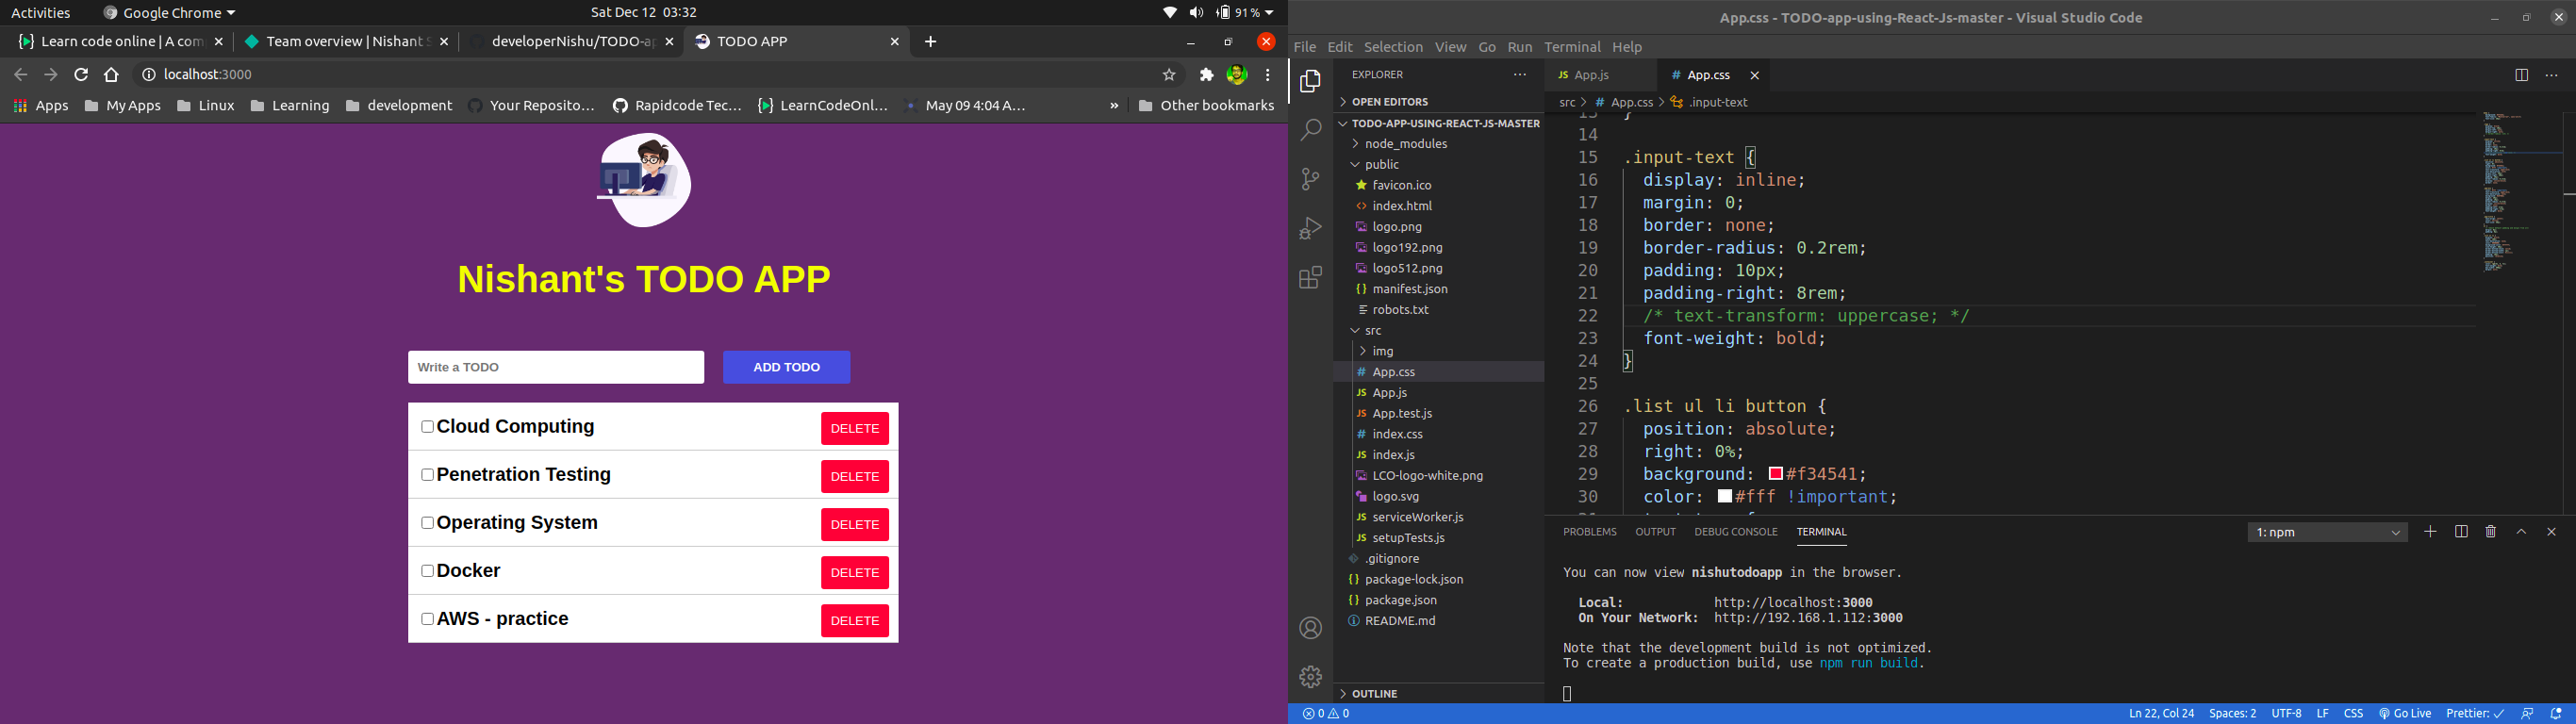 Activities
Google Chrome
Sat Dec 12 03:32
91 %
Learn code online | A com
Team overview | Nishant S
developerNishu/TODO-ap
TODO APP
localhost:3000
Apps
My Apps
Linux
Learning
development
Your Reposito…
Rapidcode Tec…
LearnCodeOnl…
May 09 4:04 A…
»
Other bookmarks
Nishant's TODO APP
Write a TODO
ADD TODO
Cloud Computing
DELETE
Penetration Testing
DELETE
Operating System
DELETE
Docker
DELETE
AWS - practice
DELETE
App.css - TODO-app-using-React-Js-master - Visual Studio Code
File Edit Selection View Go Run Terminal Help
EXPLORER
OPEN EDITORS
TODO-APP-USING-REACT-JS-MASTER
node_modules
public
favicon.ico
index.html
logo.png
logo192.png
logo512.png
manifest.json
robots.txt
src
img
App.css
App.js
App.test.js
index.css
index.js
LCO-logo-white.png
logo.svg
serviceWorker.js
setupTests.js
.gitignore
package-lock.json
package.json
README.md
OUTLINE
JS App.js
# App.css
src > # App.css > .input-text
13 }
14
15 .input-text {
16 display: inline;
17 margin: 0;
18 border: none;
19 border-radius: 0.2rem;
20 padding: 10px;
21 padding-right: 8rem;
22 /* text-transform: uppercase; */
23 font-weight: bold;
24 }
25
26 .list ul li button {
27 position: absolute;
28 right: 0%;
29 background: #f34541;
30 color: #fff !important;
PROBLEMS OUTPUT DEBUG CONSOLE TERMINAL
1: npm
You can now view nishutodoapp in the browser.
Local: http://localhost:3000
On Your Network: http://192.168.1.112:3000
Note that the development build is not optimized.
To create a production build, use npm run build.
0 0
Ln 22, Col 24
Spaces: 2
UTF-8
LF
CSS
Go Live
Prettier: ✓